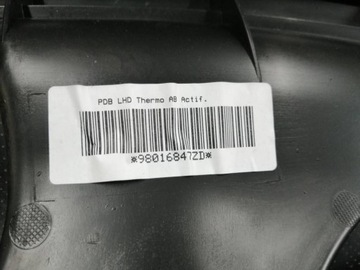 PDB LHD Thermo A8 Actif.
*98016847ZD*